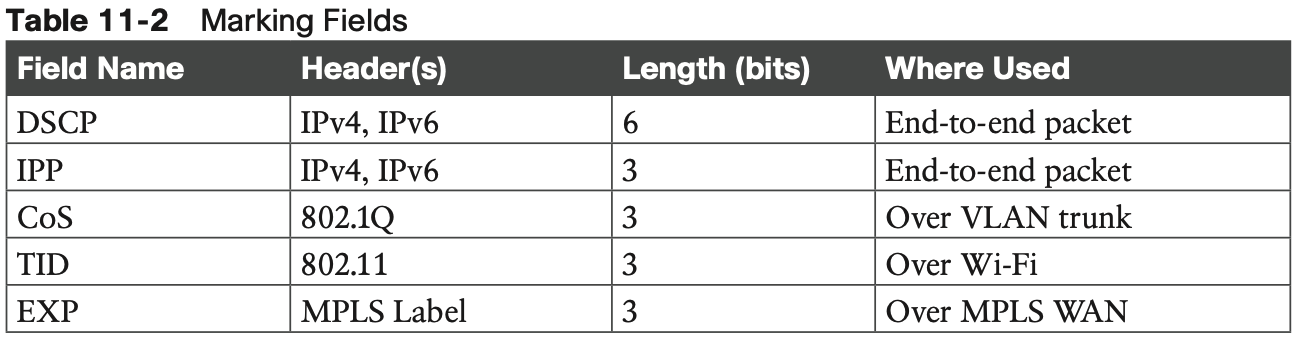 Table 11-2 Marking Fields
Field Name Header(s) Length (bits) Where Used
DSCP IPv4, IPv6 6 End-to-end packet
IPP IPv4, IPv6 3 End-to-end packet
CoS 802.1Q 3 Over VLAN trunk
TID 802.11 3 Over Wi-Fi
EXP MPLS Label 3 Over MPLS WAN